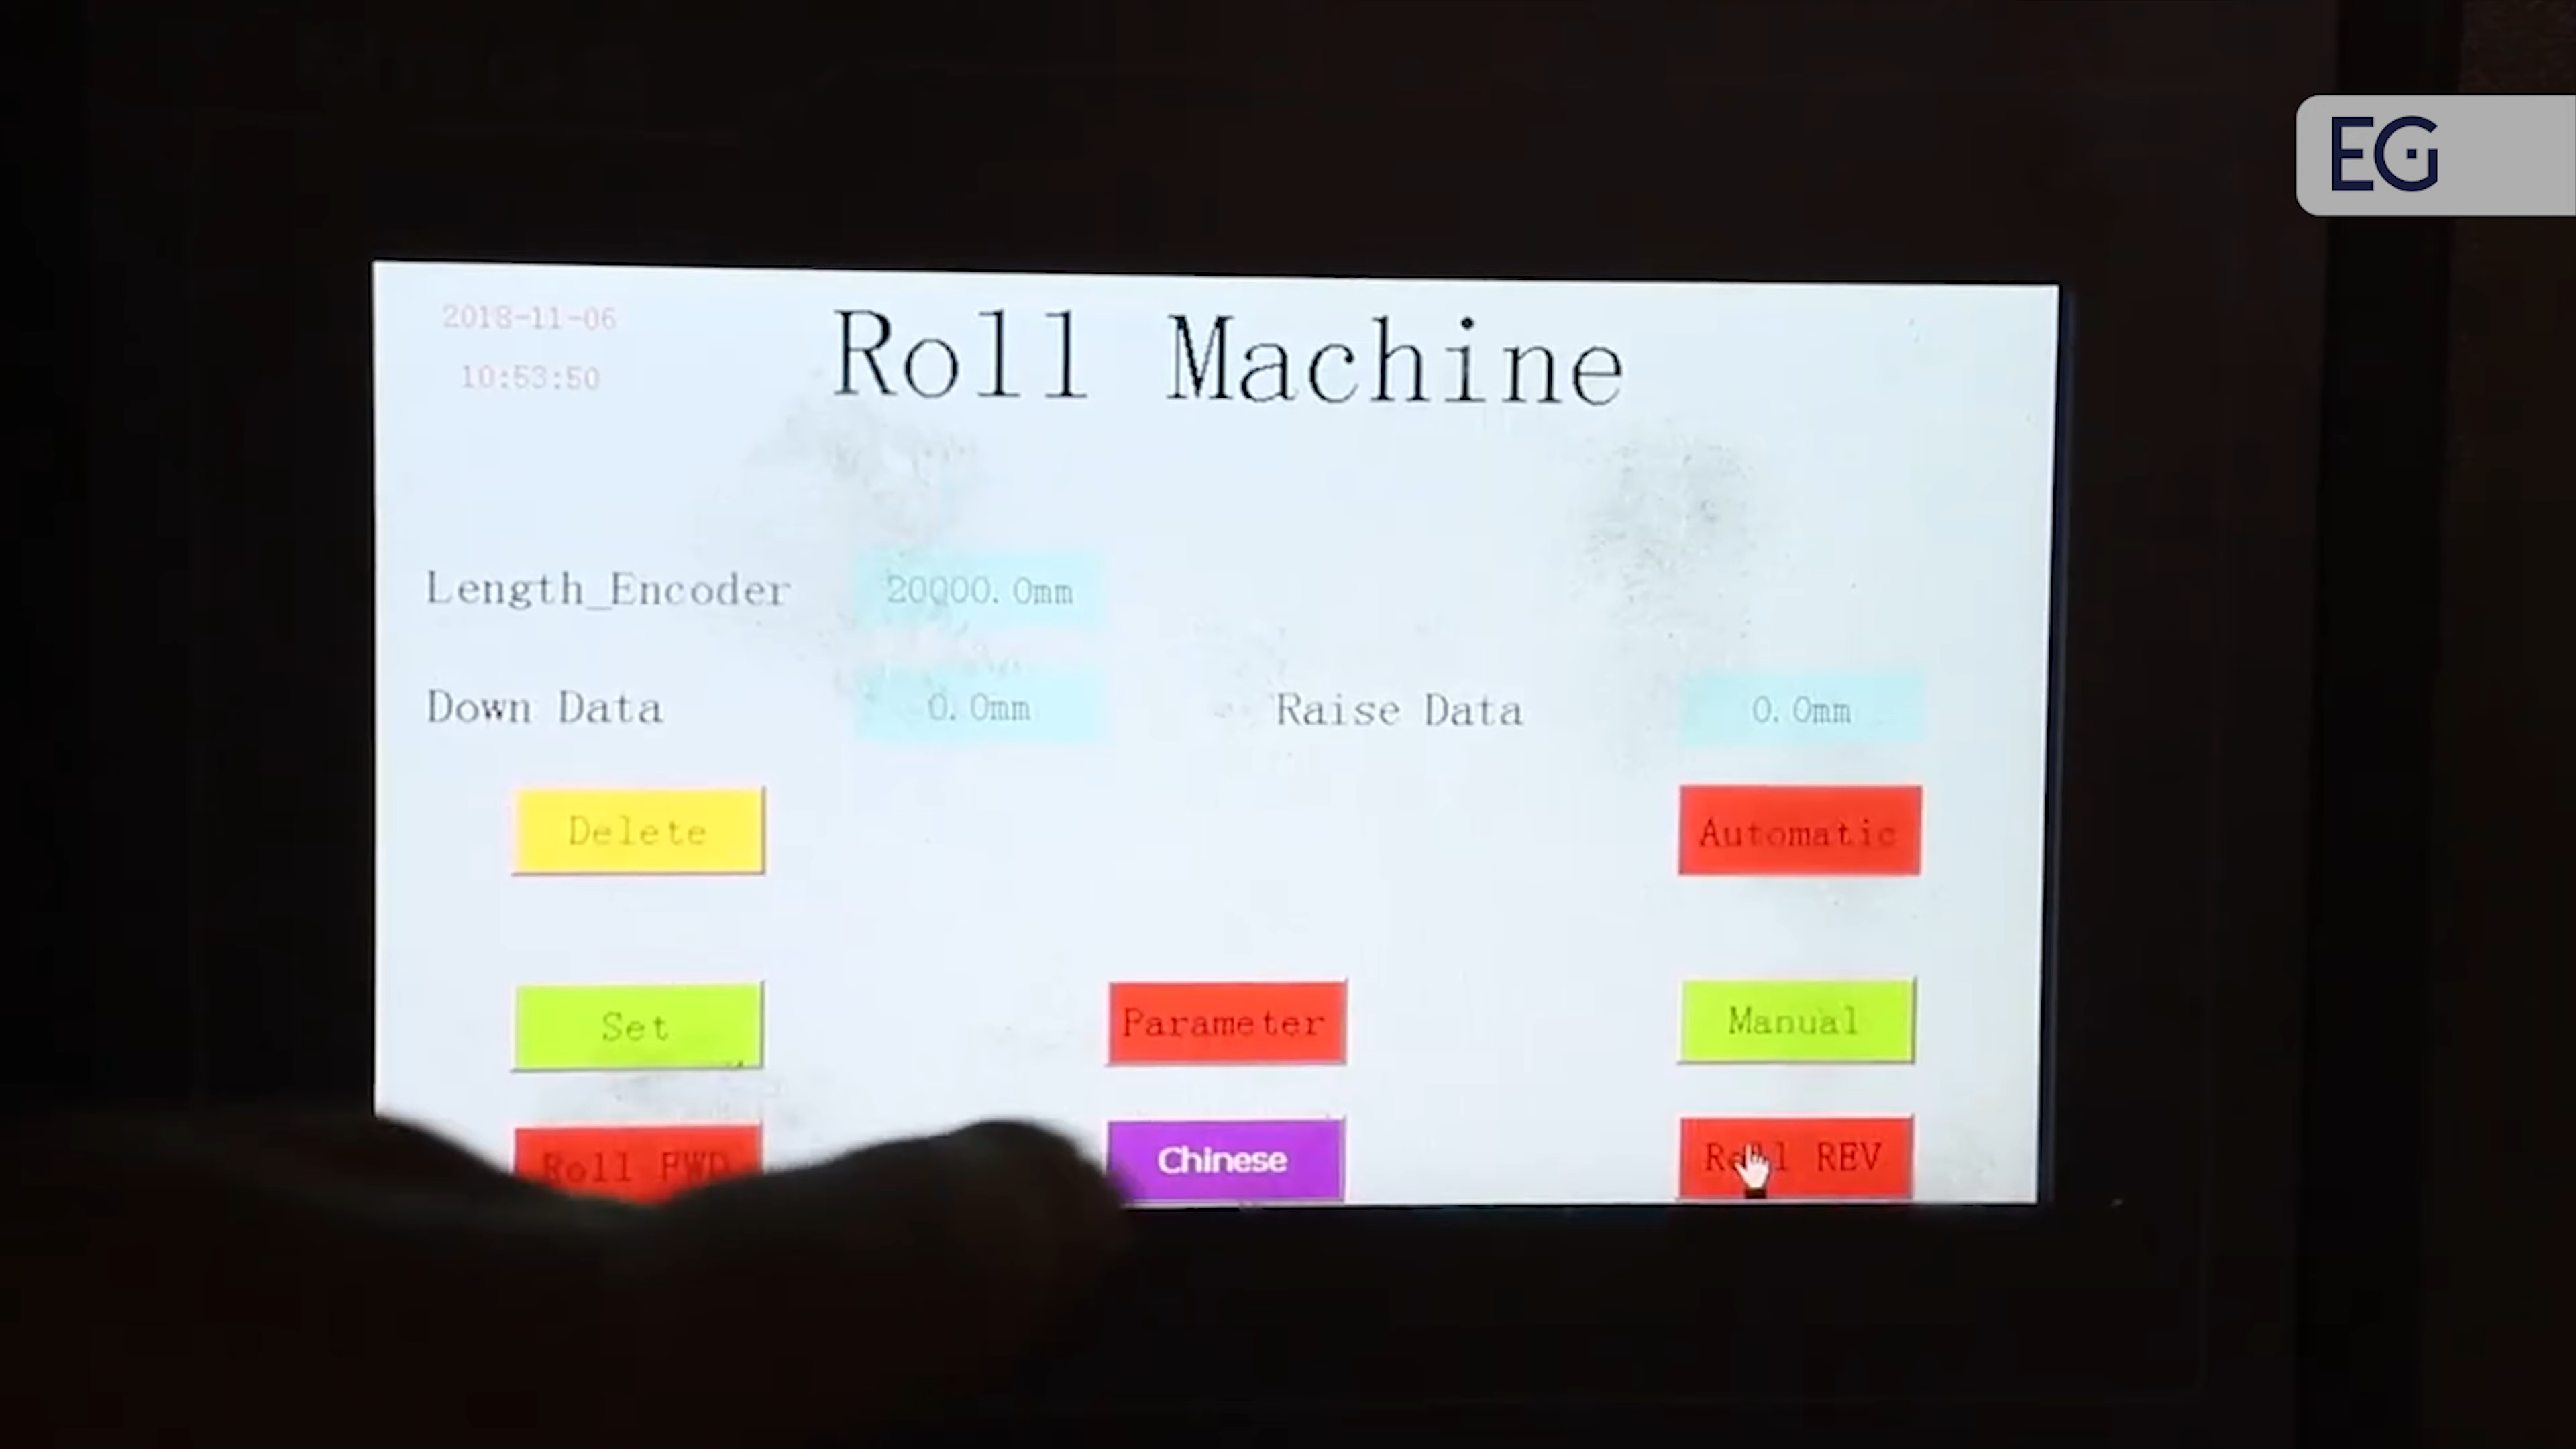 EG
2018-11-06
10:53:50
Roll Machine
Length_Encoder 20000.0mm
Down Data 0.0mm Raise Data 0.0mm
Delete Automatic
Set Parameter Manual
Roll FWD Chinese Roll REV